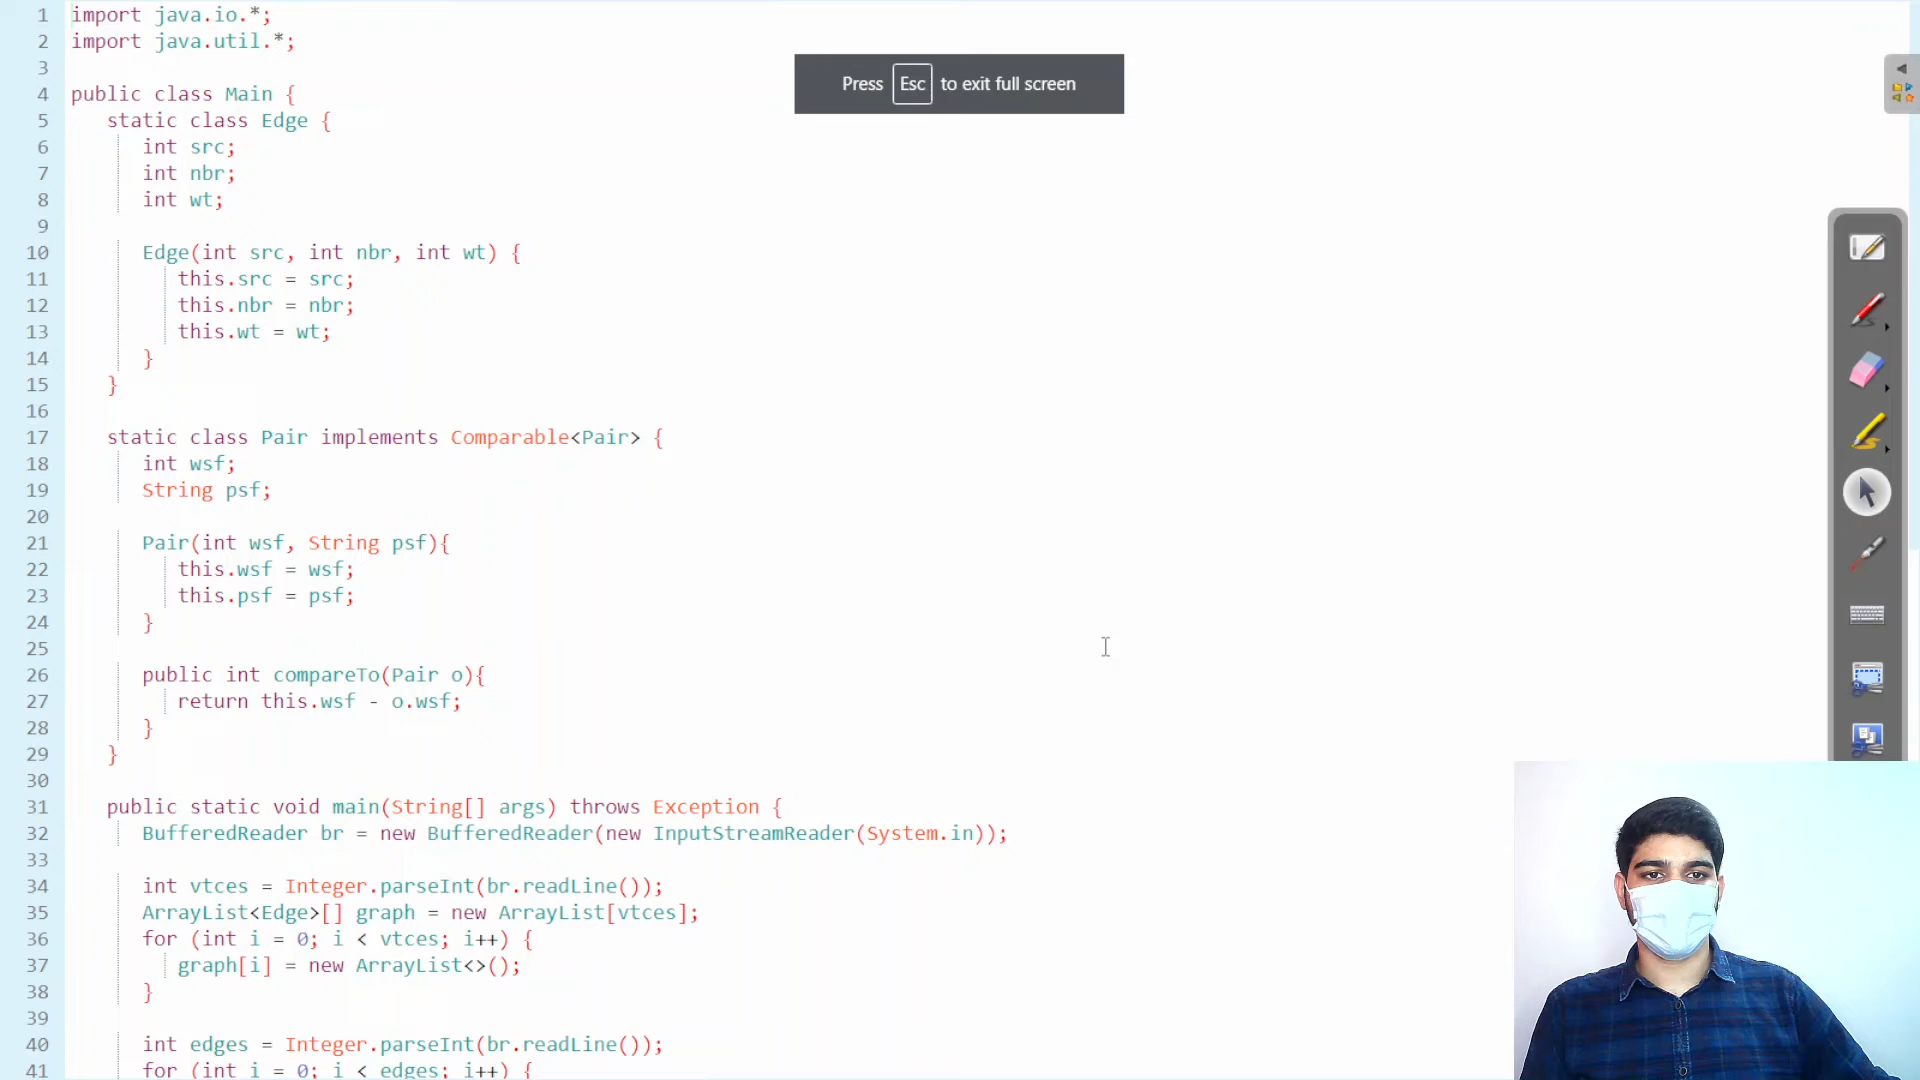 1 import java.io.*;
2 import java.util.*;
3
4 public class Main {
5 static class Edge {
6 int src;
7 int nbr;
8 int wt;
9
10 Edge(int src, int nbr, int wt) {
11 this.src = src;
12 this.nbr = nbr;
13 this.wt = wt;
14 }
15 }
16
17 static class Pair implements Comparable<Pair> {
18 int wsf;
19 String psf;
20
21 Pair(int wsf, String psf){
22 this.wsf = wsf;
23 this.psf = psf;
24 }
25
26 public int compareTo(Pair o){
27 return this.wsf - o.wsf;
28 }
29 }
30
31 public static void main(String[] args) throws Exception {
32 BufferedReader br = new BufferedReader(new InputStreamReader(System.in));
33
34 int vtces = Integer.parseInt(br.readLine());
35 ArrayList<Edge>[] graph = new ArrayList[vtces];
36 for (int i = 0; i < vtces; i++) {
37 graph[i] = new ArrayList<>();
38 }
39
40 int edges = Integer.parseInt(br.readLine());
41 for (int i = 0; i < edges; i++) {
Press Esc to exit full screen